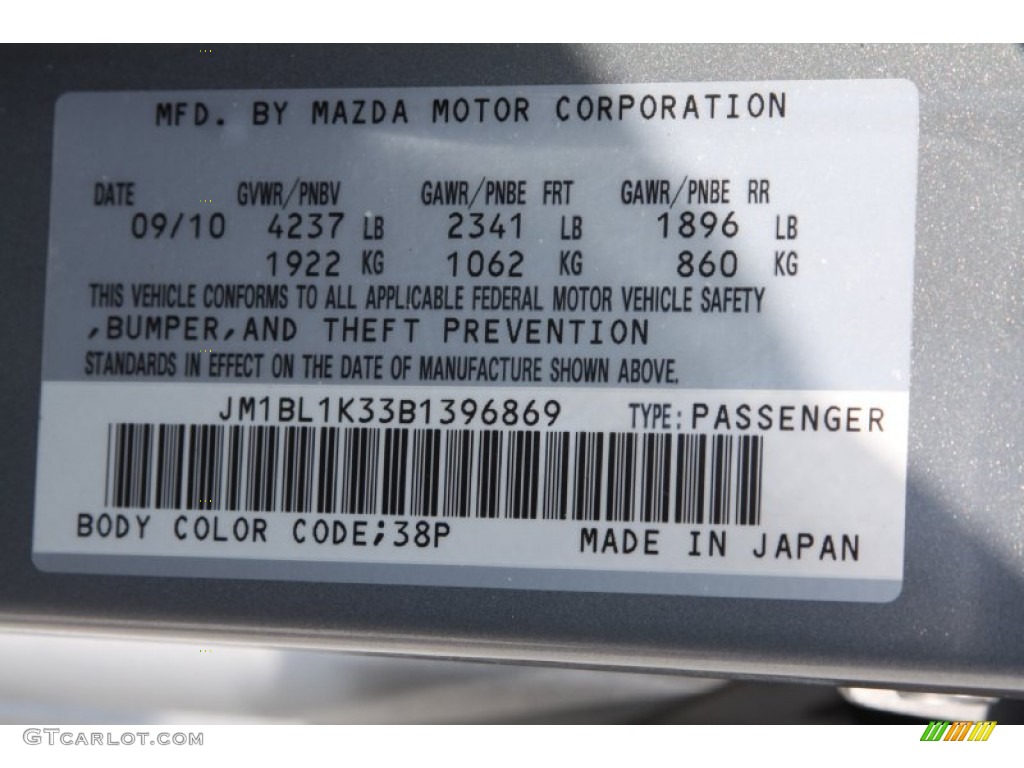 MFD. BY MAZDA MOTOR CORPORATION
DATE GVWR/PNBV GAWR/PNBE FRT GAWR/PNBE RR
09/10 4237 LB 2341 LB 1896 LB
1922 KG 1062 KG 860 KG
THIS VEHICLE CONFORMS TO ALL APPLICABLE FEDERAL MOTOR VEHICLE SAFETY
,BUMPER,AND THEFT PREVENTION
STANDARDS IN EFFECT ON THE DATE OF MANUFACTURE SHOWN ABOVE.
JM1BL1K33B1396869 TYPE:PASSENGER
BODY COLOR CODE;38P MADE IN JAPAN
GTCARLOT.COM